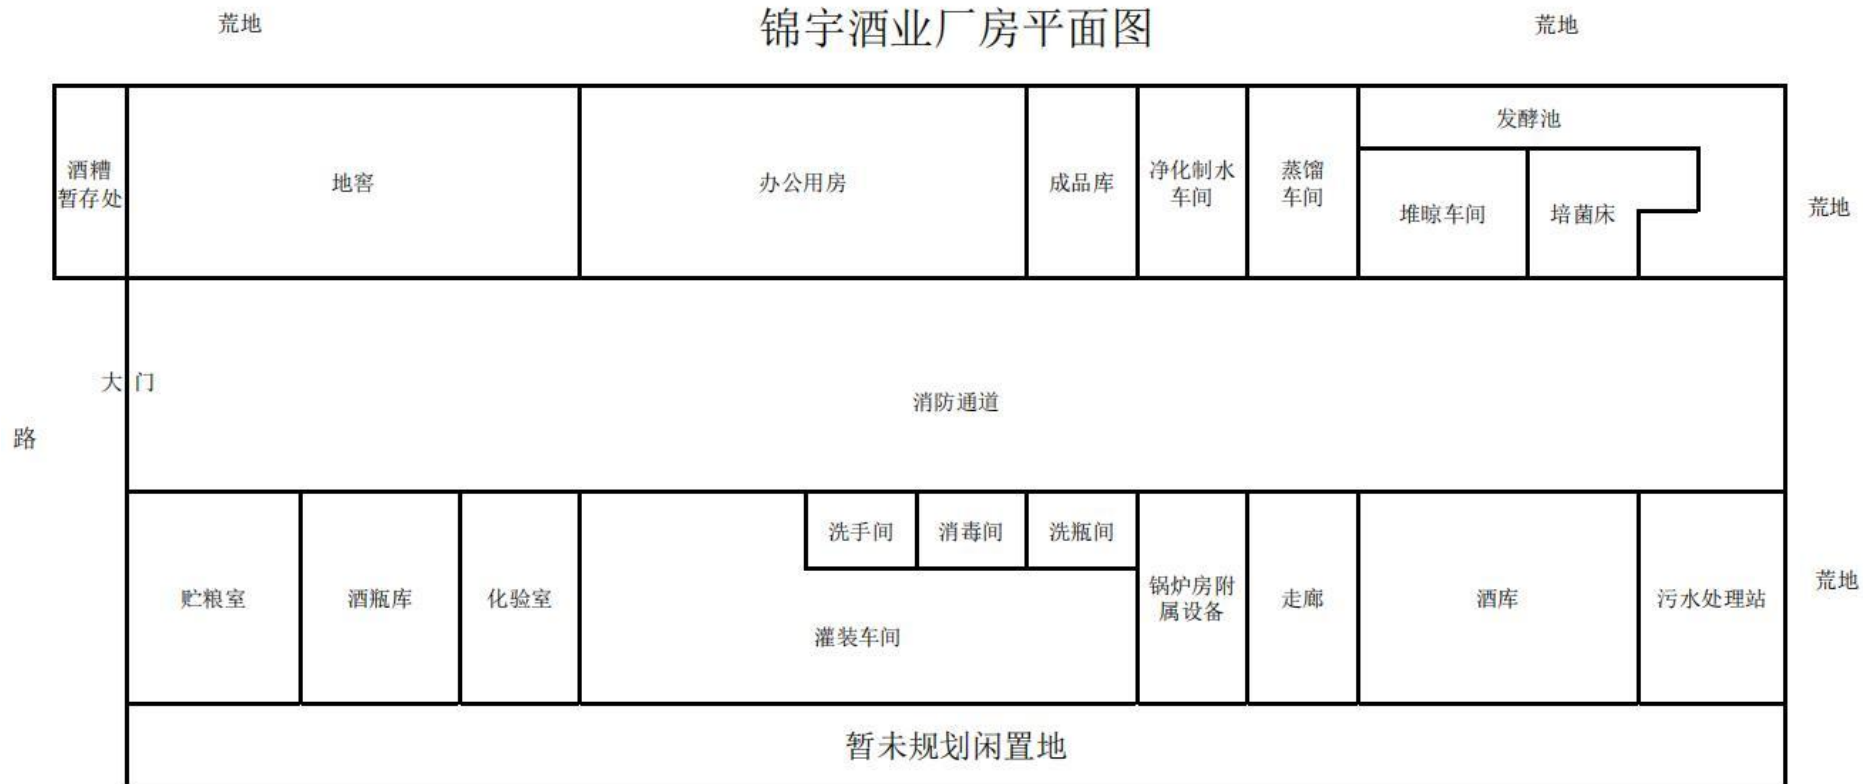 荒地
锦宇酒业厂房平面图
荒地
酒糟
暂存处
地窖
办公用房
成品库
净化制水
车间
蒸馏
车间
发酵池
堆晾车间
培菌床
荒地
大门
路
消防通道
贮粮室
酒瓶库
化验室
洗手间
消毒间
洗瓶间
灌装车间
锅炉房附
属设备
走廊
酒库
污水处理站
荒地
暂未规划闲置地